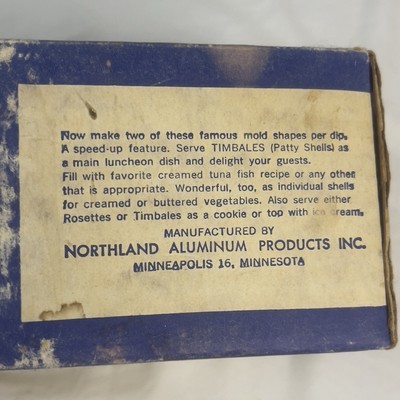 Now make two of these famous mold shapes per dip.
A speed-up feature. Serve TIMBALES (Patty Shells) as
a main luncheon dish and delight your guests.
Fill with favorite creamed tuna fish recipe or any other
that is appropriate. Wonderful, too, as individual shells
for creamed or buttered vegetables. Also serve either
Rosettes or Timbales as a cookie or top with ice cream.
MANUFACTURED BY
NORTHLAND ALUMINUM PRODUCTS INC.
MINNEAPOLIS 16, MINNESOTA